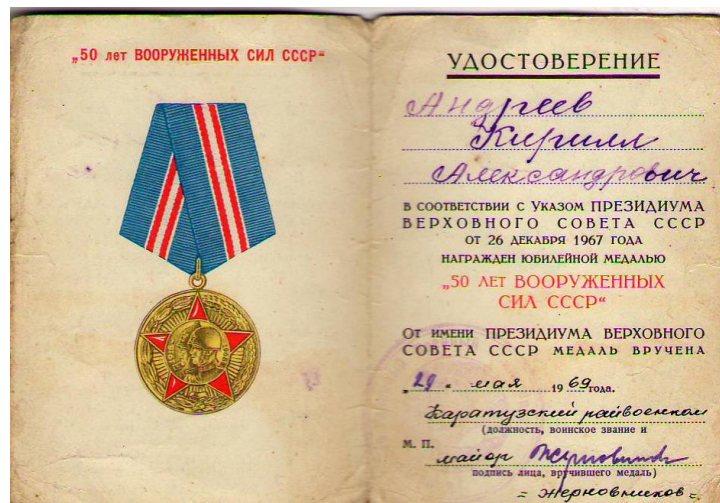 „50 лет ВООРУЖЕННЫХ СИЛ СССР“
УДОСТОВЕРЕНИЕ
Андреев
Кирилл
Александрович
В СООТВЕТСТВИИ С УКАЗОМ ПРЕЗИДИУМА
ВЕРХОВНОГО СОВЕТА СССР
ОТ 26 ДЕКАБРЯ 1967 ГОДА
НАГРАЖДЕН ЮБИЛЕЙНОЙ МЕДАЛЬЮ
„50 ЛЕТ ВООРУЖЕННЫХ
СИЛ СССР“
ОТ ИМЕНИ ПРЕЗИДИУМА ВЕРХОВНОГО
СОВЕТА СССР МЕДАЛЬ ВРУЧЕНА
мая 1969 года.
Каратузский райвоенком
(должность, воинское звание и
М. П.
майор
подпись лица, вручившего медаль)
= Жерновников =